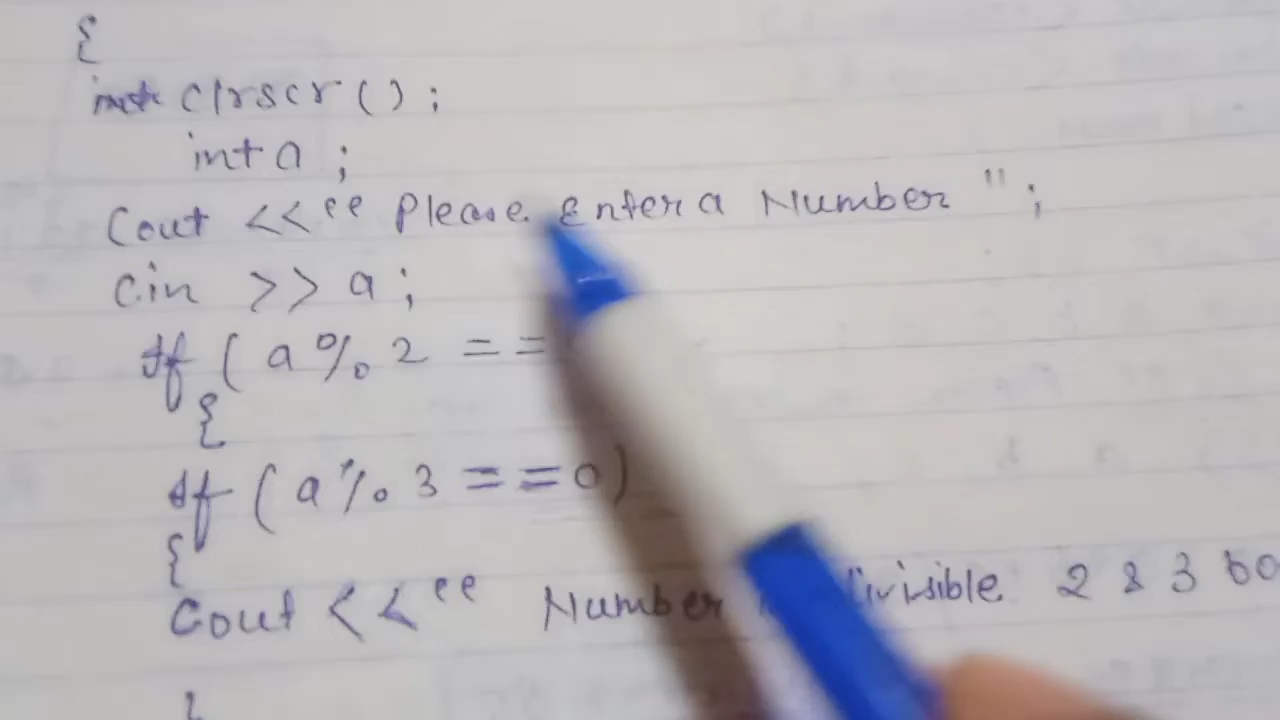 {
clrscr ( ) ;
int a ;
Cout << “ Please Enter a Number " ;
Cin >> a ;
If ( a % 2 ==
{
If ( a % 3 == 0 )
{
Cout << “ Number divisible 2 & 3 bo
}